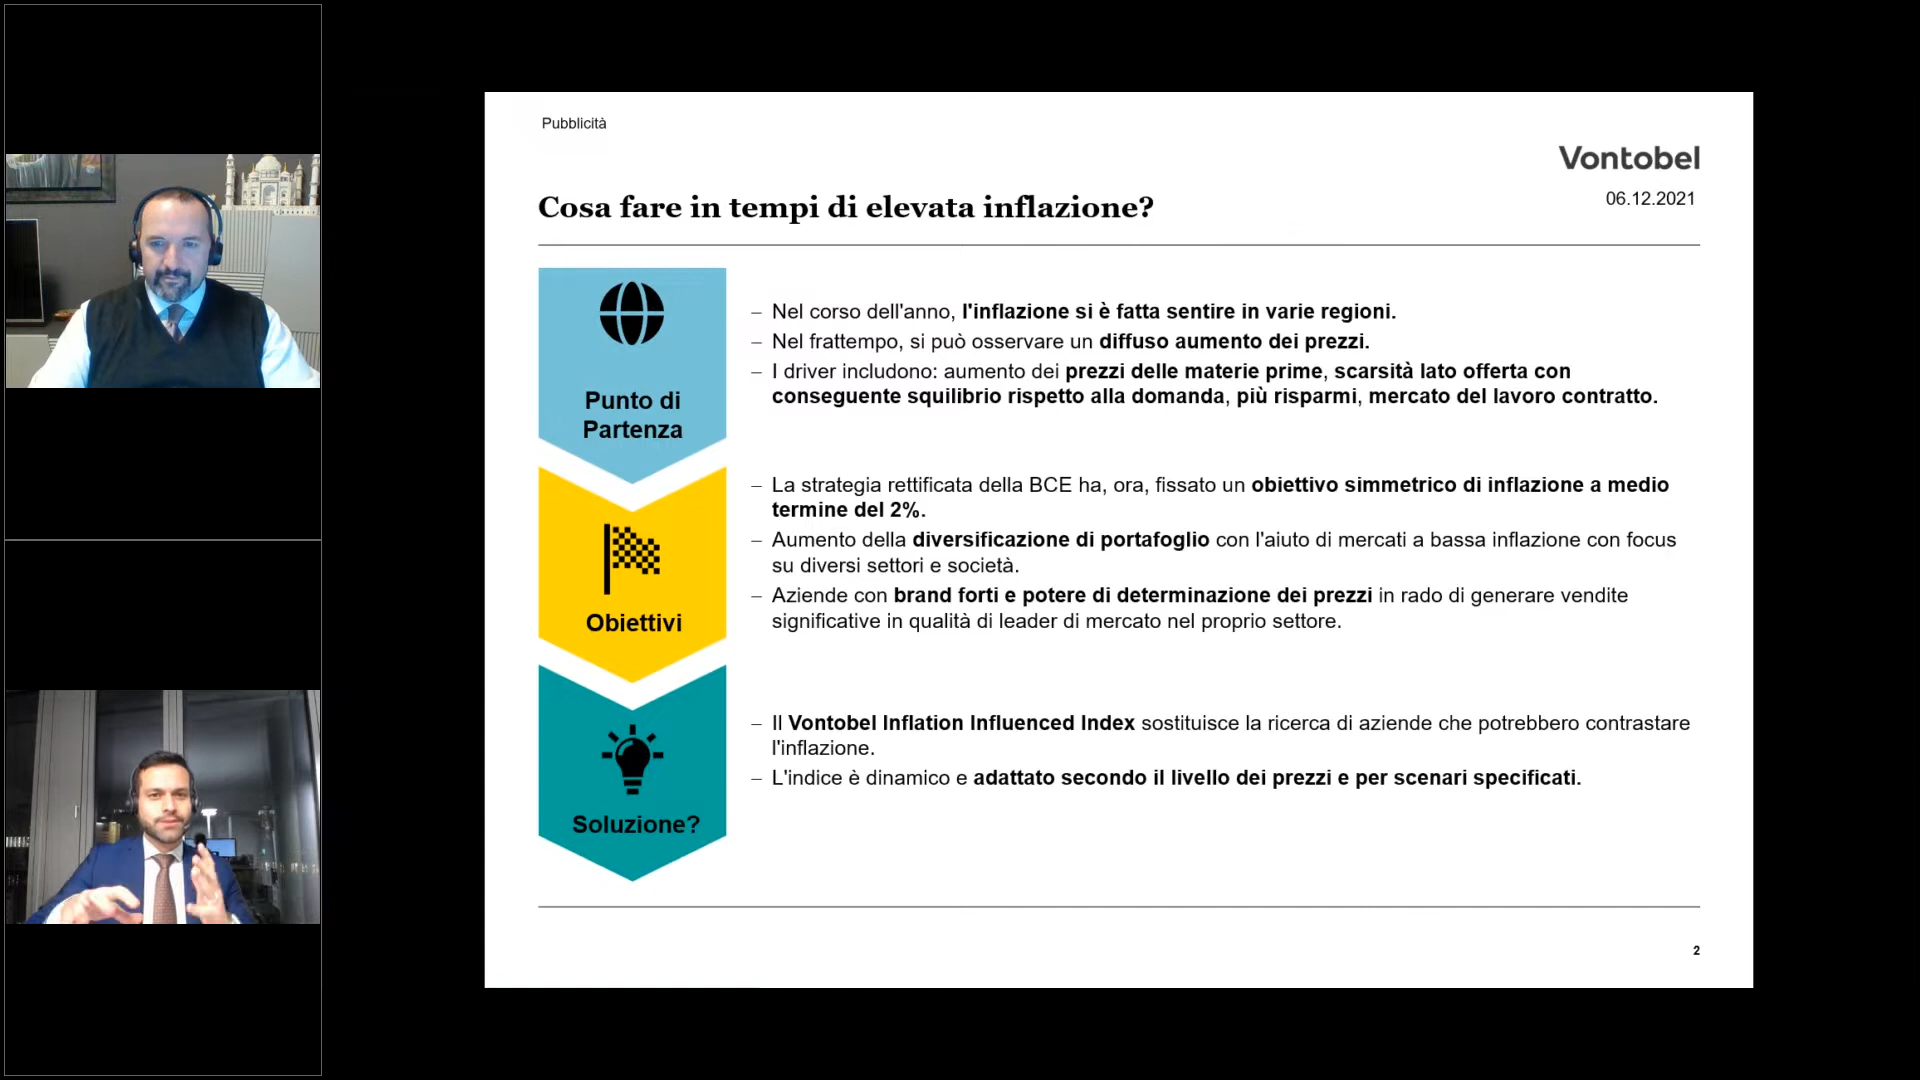 Pubblicità
Vontobel
06.12.2021
Cosa fare in tempi di elevata inflazione?
Punto di
Partenza
– Nel corso dell'anno, l'inflazione si è fatta sentire in varie regioni.
– Nel frattempo, si può osservare un diffuso aumento dei prezzi.
– I driver includono: aumento dei prezzi delle materie prime, scarsità lato offerta con
conseguente squilibrio rispetto alla domanda, più risparmi, mercato del lavoro contratto.
Obiettivi
– La strategia rettificata della BCE ha, ora, fissato un obiettivo simmetrico di inflazione a medio
termine del 2%.
– Aumento della diversificazione di portafoglio con l'aiuto di mercati a bassa inflazione con focus
su diversi settori e società.
– Aziende con brand forti e potere di determinazione dei prezzi in rado di generare vendite
significative in qualità di leader di mercato nel proprio settore.
Soluzione?
– Il Vontobel Inflation Influenced Index sostituisce la ricerca di aziende che potrebbero contrastare
l'inflazione.
– L'indice è dinamico e adattato secondo il livello dei prezzi e per scenari specificati.
2